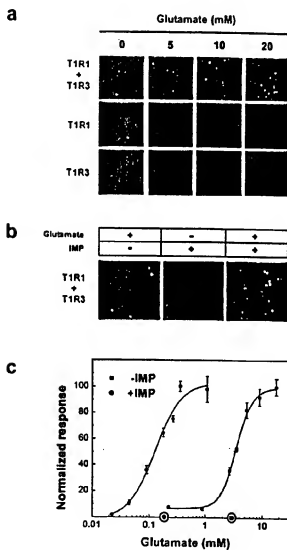 a
Glutamate (mM)
0 5 10 20
T1R1
+
T1R3
T1R1
T1R3
b
Glutamate + - +
IMP - + +
T1R1
+
T1R3
c
-IMP
+IMP
Normalized response
100
80
60
40
20
0.01 0.1 1 10
Glutamate (mM)